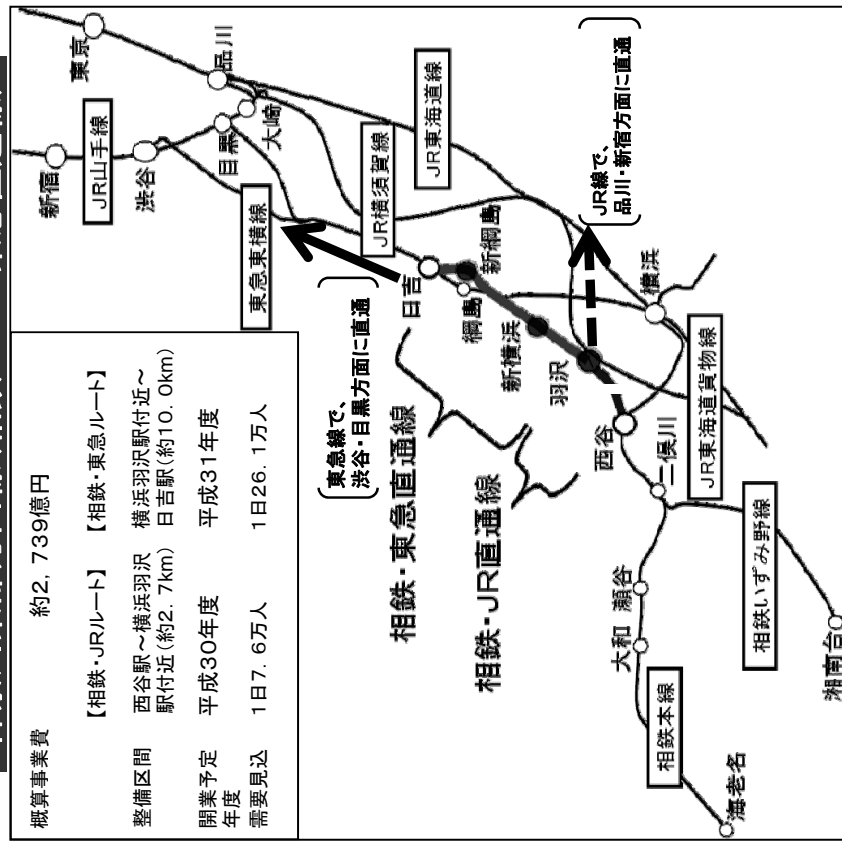 概算事業費 約2,739億円
【相鉄・JRルート】 【相鉄・東急ルート】
整備区間 西谷駅～横浜羽沢 横浜羽沢駅付近～
駅付近(約2.7km) 日吉駅(約10.0km)
開業予定 平成30年度 平成31年度
年度
需要見込 1日7.6万人 1日26.1万人
東急線で、
渋谷・目黒方面に直通
相鉄・東急直通線
相鉄・JR直通線
JR線で、
品川・新宿方面に直通
新宿
東京
JR山手線
渋谷
目黒
品川
大崎
東急東横線
JR横須賀線
JR東海道線
日吉
綱島
新綱島
新横浜
羽沢
横浜
西谷
二俣川
JR東海道貨物線
大和
瀬谷
相鉄いずみ野線
相鉄本線
海老名
湘南台